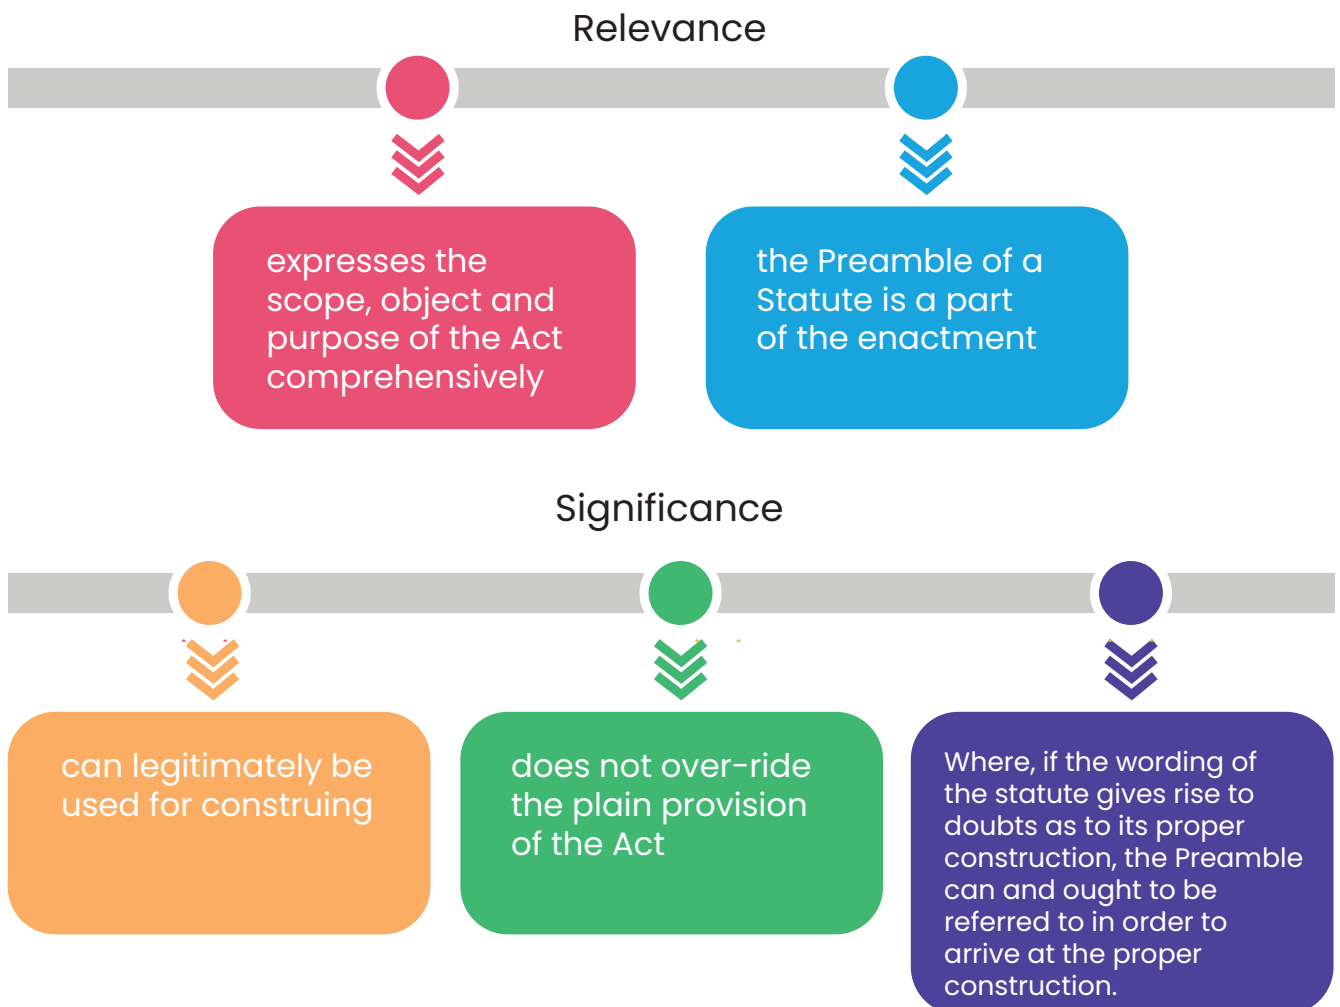 Relevance
expresses the
scope, object and
purpose of the Act
comprehensively
the Preamble of a
Statute is a part
of the enactment
Significance
can legitimately be
used for construing
does not over-ride
the plain provision
of the Act
Where, if the wording of
the statute gives rise to
doubts as to its proper
construction, the Preamble
can and ought to be
referred to in order to
arrive at the proper
construction.